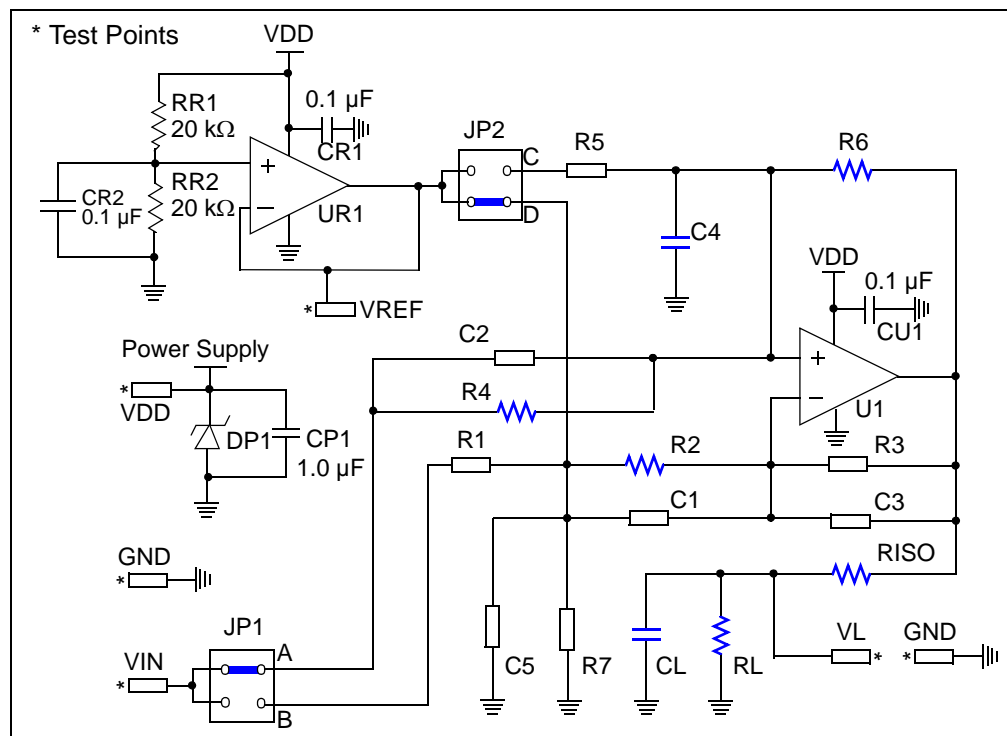 * Test Points
VDD
RR1
20 kΩ
0.1 µF
CR1
+
−
UR1
RR2
20 kΩ
CR2
0.1 µF
* VREF
JP2
C
D
R5
R6
C4
VDD
0.1 µF
CU1
+
−
U1
C2
R4
R1
R2
R3
C1
C3
Power Supply
*
VDD
DP1
CP1
1.0 µF
GND
*
JP1
A
B
VIN
*
C5
R7
CL
RL
RISO
VL
*
GND
*